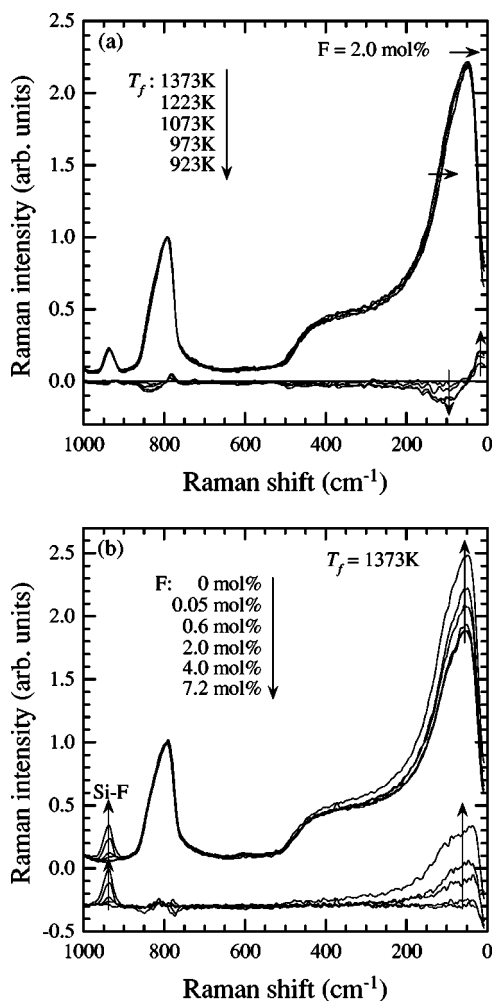 (a)
F = 2.0 mol%
T_f : 1373K
1223K
1073K
973K
923K
2.5
2.0
1.5
1.0
0.5
0.0
Raman intensity (arb. units)
1000 800 600 400 200 0
Raman shift (cm⁻¹)
(b)
T_f = 1373K
F: 0 mol%
0.05 mol%
0.6 mol%
2.0 mol%
4.0 mol%
7.2 mol%
Si-F
2.5
2.0
1.5
1.0
0.5
0.0
-0.5
Raman intensity (arb. units)
1000 800 600 400 200 0
Raman shift (cm⁻¹)